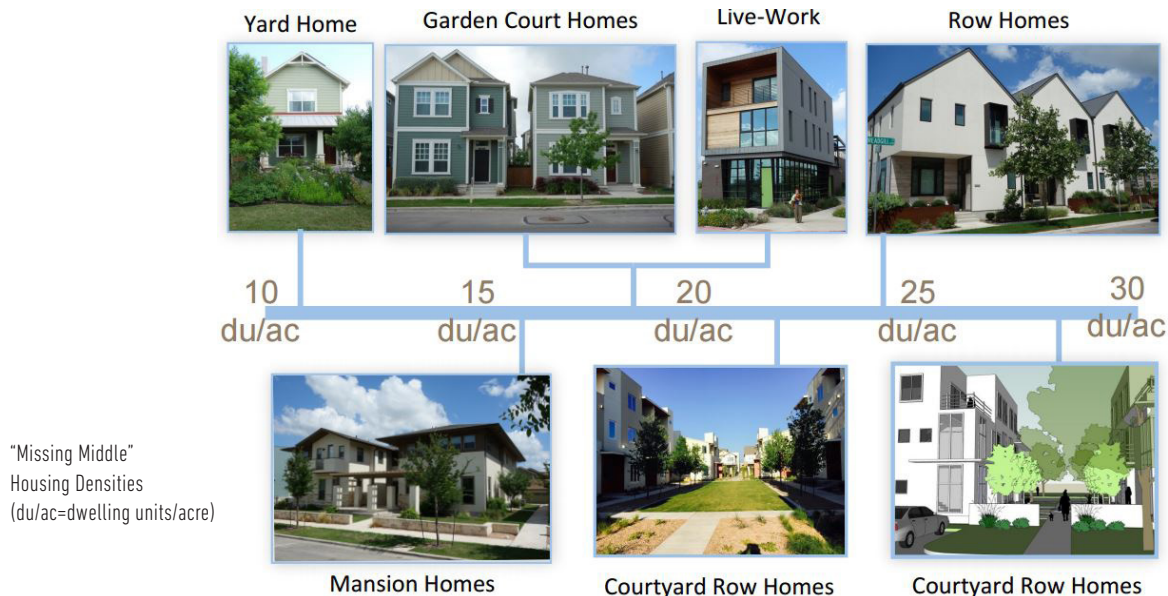 Yard Home
Garden Court Homes
Live-Work
Row Homes
10
du/ac
15
du/ac
20
du/ac
25
du/ac
30
du/ac
"Missing Middle"
Housing Densities
(du/ac=dwelling units/acre)
Mansion Homes
Courtyard Row Homes
Courtyard Row Homes